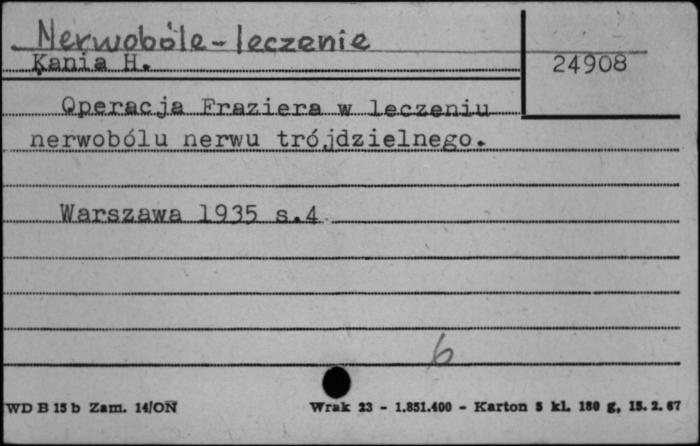 Nerwobóle - leczenie
Kania H.
24908
Operacja Fraziera w leczeniu
nerwobólu nerwu trójdzielnego.
Warszawa 1935 s.4
6
WD B 15 b Zam. 14/ON
Wrak 23 - 1.851.400 - Karton 5 kl. 180 g, 15. 2. 67